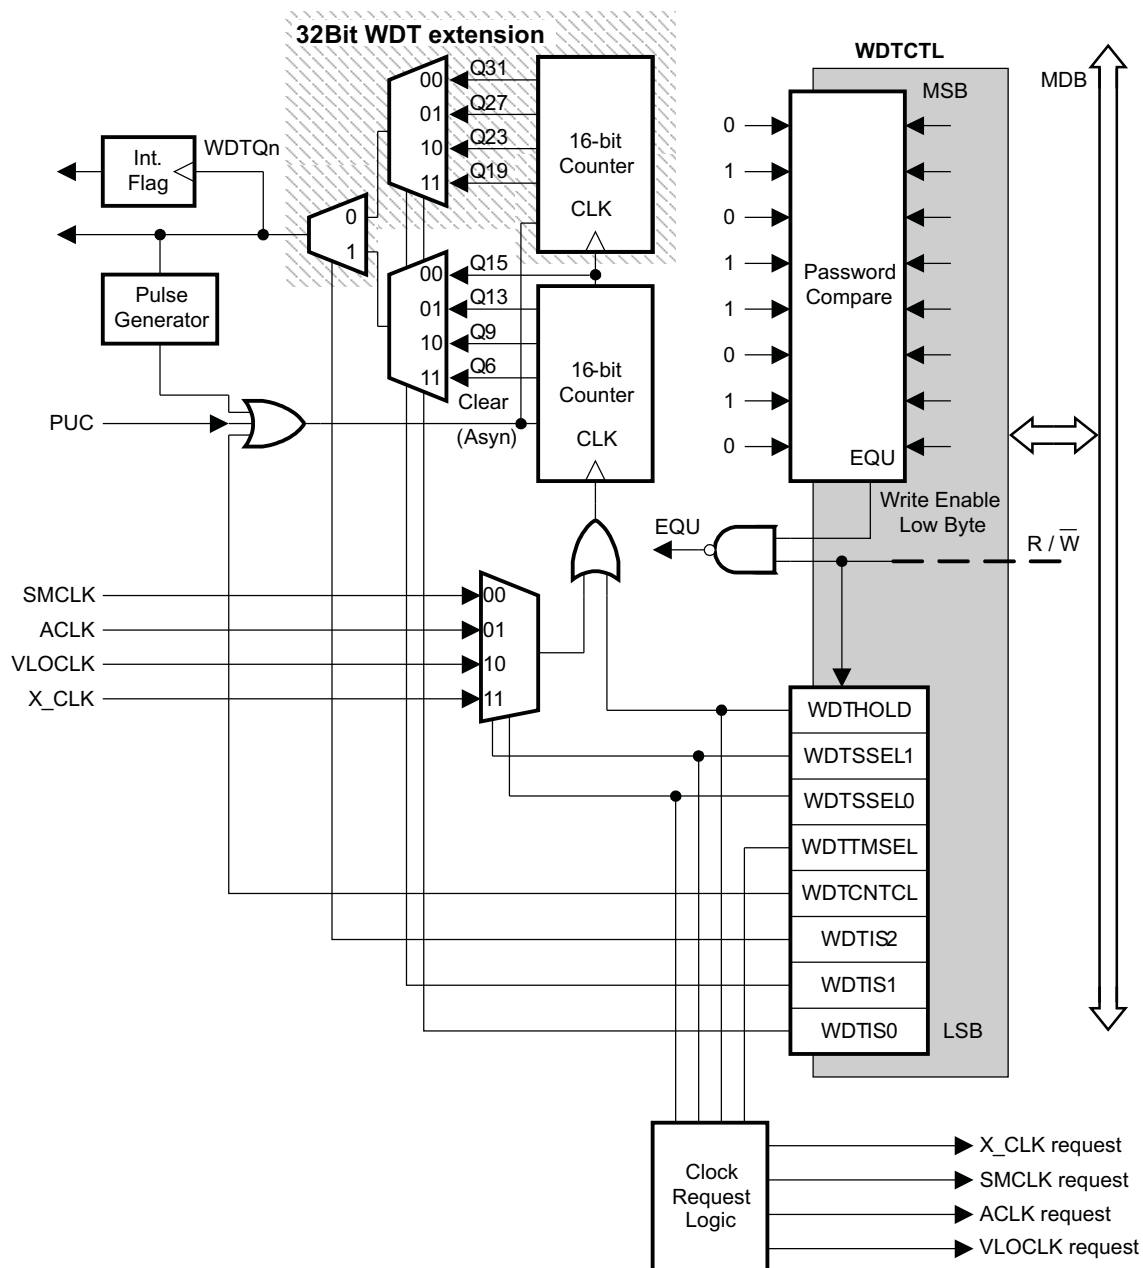 32Bit WDT extension
WDTCTL
MDB
MSB
00
01
10
11
Q31
Q27
Q23
Q19
16-bit
Counter
CLK
Int.
Flag
WDTQn
0
1
Pulse
Generator
00
01
10
11
Q15
Q13
Q9
Q6
Clear
(Asyn)
16-bit
Counter
CLK
PUC
0
1
0
1
1
0
1
0
Password
Compare
EQU
Write Enable
Low Byte
EQU
R / W
SMCLK
ACLK
VLOCLK
X_CLK
00
01
10
11
WDTHOLD
WDTSSEL1
WDTSSEL0
WDTTMSEL
WDTCNTCL
WDTIS2
WDTIS1
WDTIS0
LSB
Clock
Request
Logic
X_CLK request
SMCLK request
ACLK request
VLOCLK request